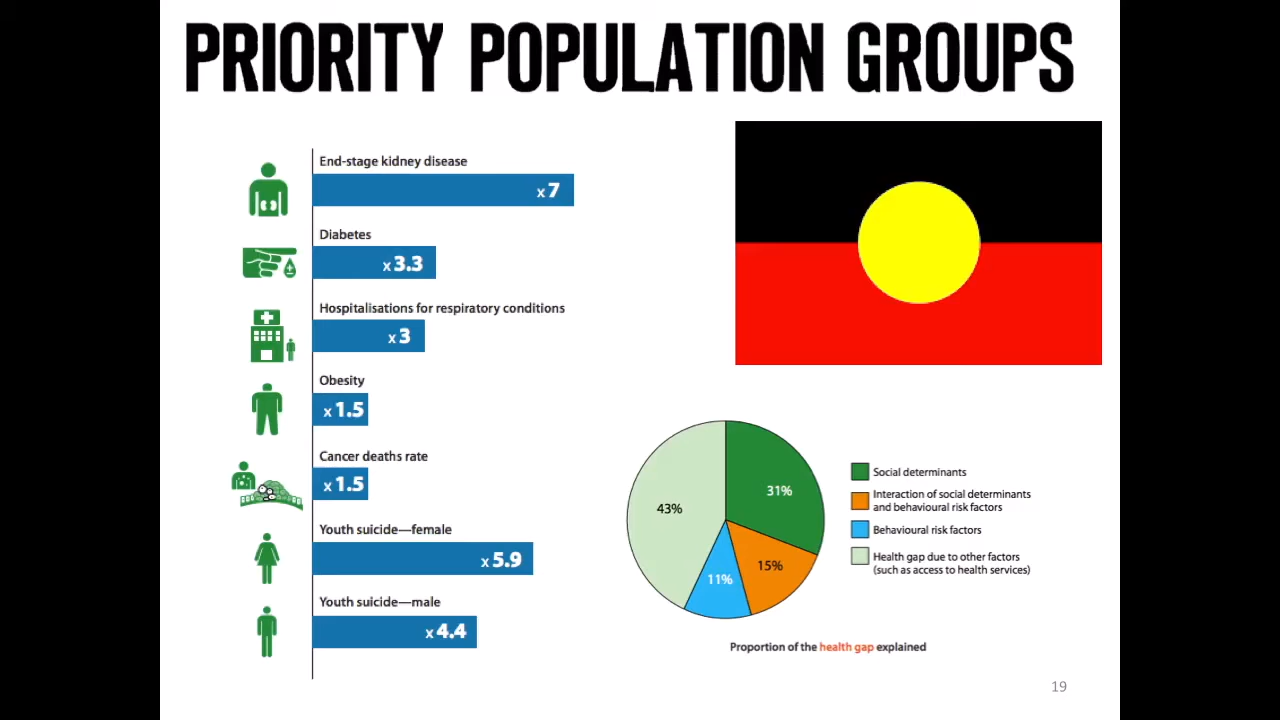 PRIORITY POPULATION GROUPS
End-stage kidney disease
x 7
Diabetes
x 3.3
Hospitalisations for respiratory conditions
x 3
Obesity
x 1.5
Cancer deaths rate
x 1.5
Youth suicide—female
x 5.9
Youth suicide—male
x 4.4
43%
31%
15%
11%
Social determinants
Interaction of social determinants
and behavioural risk factors
Behavioural risk factors
Health gap due to other factors
(such as access to health services)
Proportion of the health gap explained
19